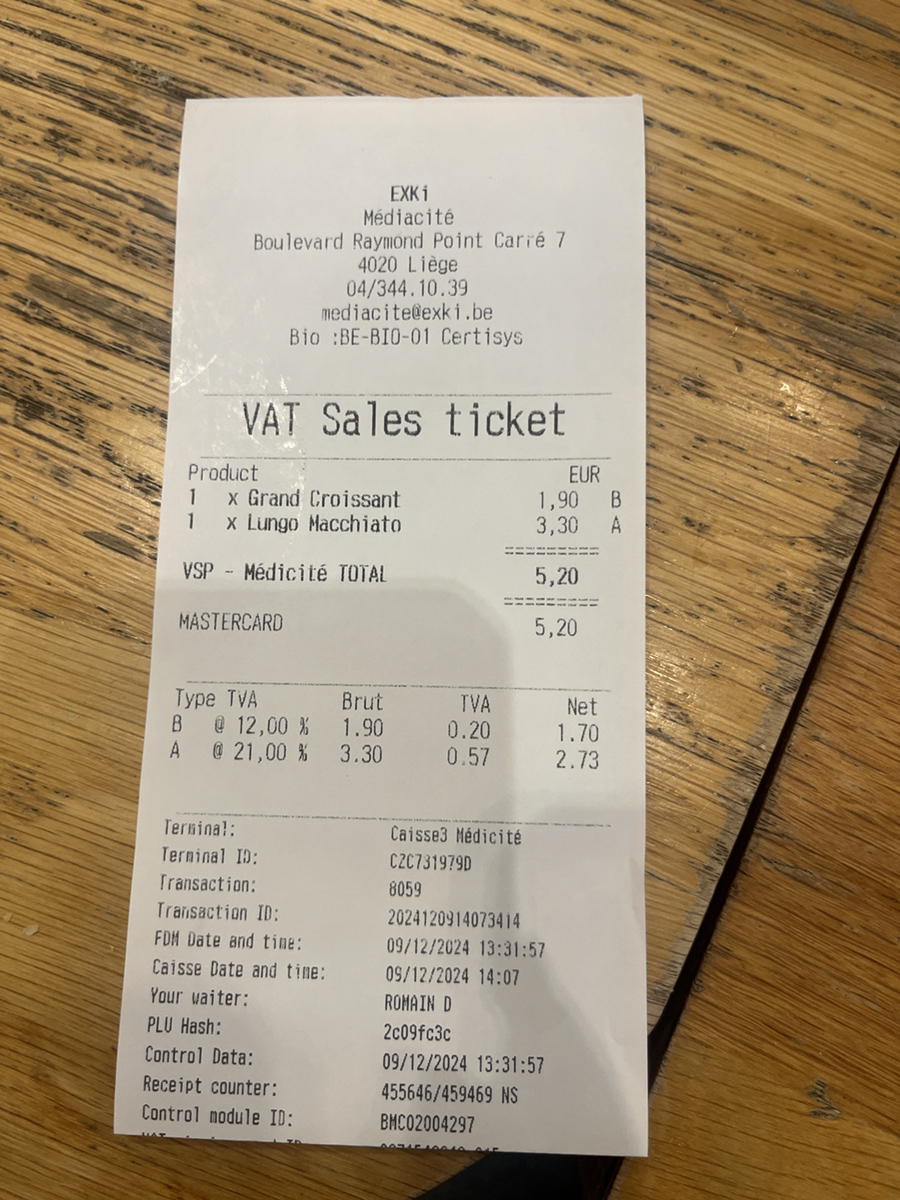 EXKi
Médiacité
Boulevard Raymond Point Carré 7
4020 Liège
04/344.10.39
mediacite@exki.be
Bio :BE-BIO-01 Certisys
VAT Sales ticket
Product EUR
1 x Grand Croissant 1,90 B
1 x Lungo Macchiato 3,30 A
==========
VSP - Médicité TOTAL 5,20
==========
MASTERCARD 5,20
Type TVA Brut TVA Net
B @ 12,00 % 1.90 0.20 1.70
A @ 21,00 % 3.30 0.57 2.73
Terminal: Caisse3 Médicité
Terminal ID: CZC731979D
Transaction: 8059
Transaction ID: 2024120914073414
FDM Date and time: 09/12/2024 13:31:57
Caisse Date and time: 09/12/2024 14:07
Your waiter: ROMAIN D
PLU Hash: 2c09fc3c
Control Data: 09/12/2024 13:31:57
Receipt counter: 455646/459469 NS
Control module ID: BMC02004297